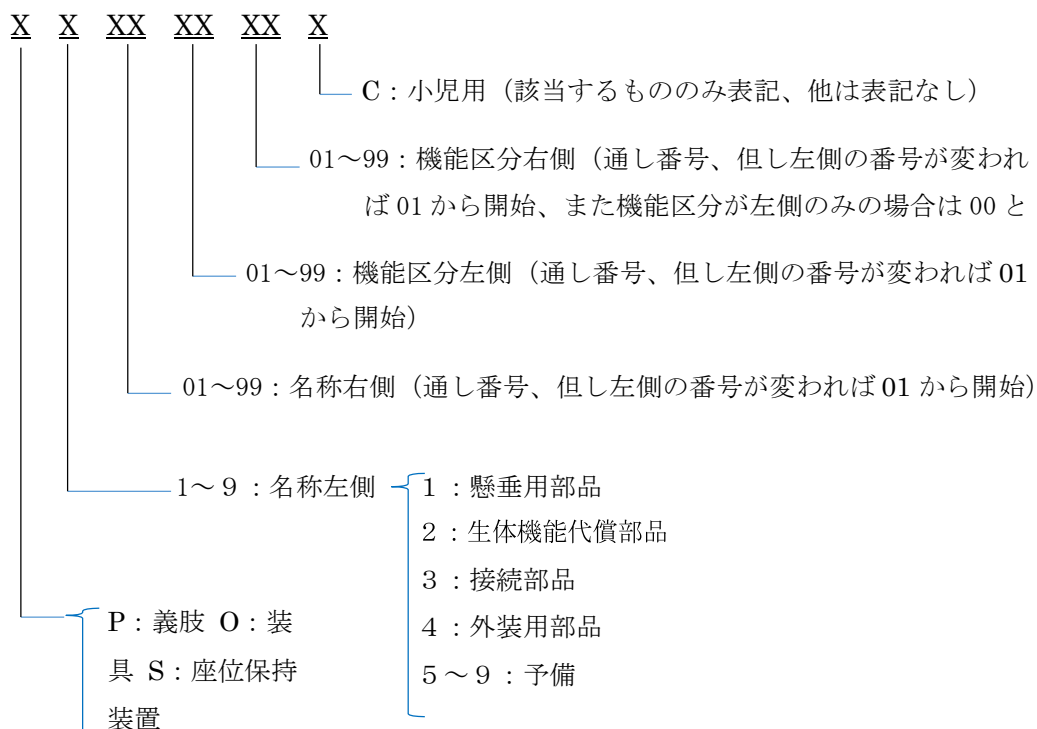 X X XX XX XX X
C：小児用（該当するもののみ表記、他は表記なし）
01～99：機能区分右側（通し番号、但し左側の番号が変われ
ば 01 から開始、また機能区分が左側のみの場合は 00 と
01～99：機能区分左側（通し番号、但し左側の番号が変われば 01
から開始）
01～99：名称右側（通し番号、但し左側の番号が変われば 01 から開始）
1～９：名称左側
１：懸垂用部品
２：生体機能代償部品
３：接続部品
４：外装用部品
５～９：予備
P：義肢 O：装
具 S：座位保持
装置